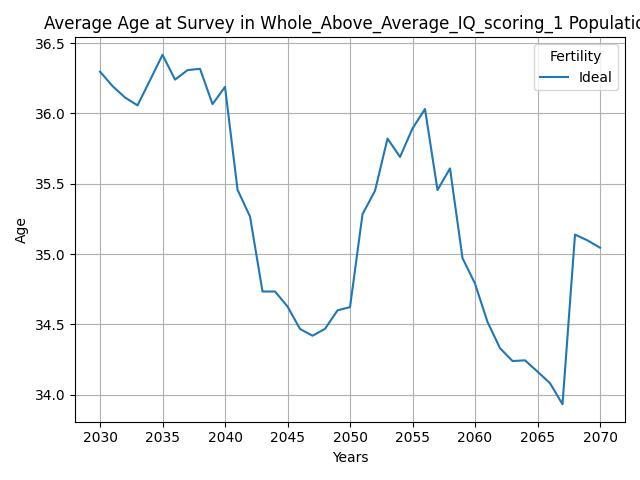 Average Age at Survey in Whole_Above_Average_IQ_scoring_1 Populatio
Fertility
Ideal
36.5
36.0
35.5
35.0
34.5
34.0
Age
2030 2035 2040 2045 2050 2055 2060 2065 2070
Years